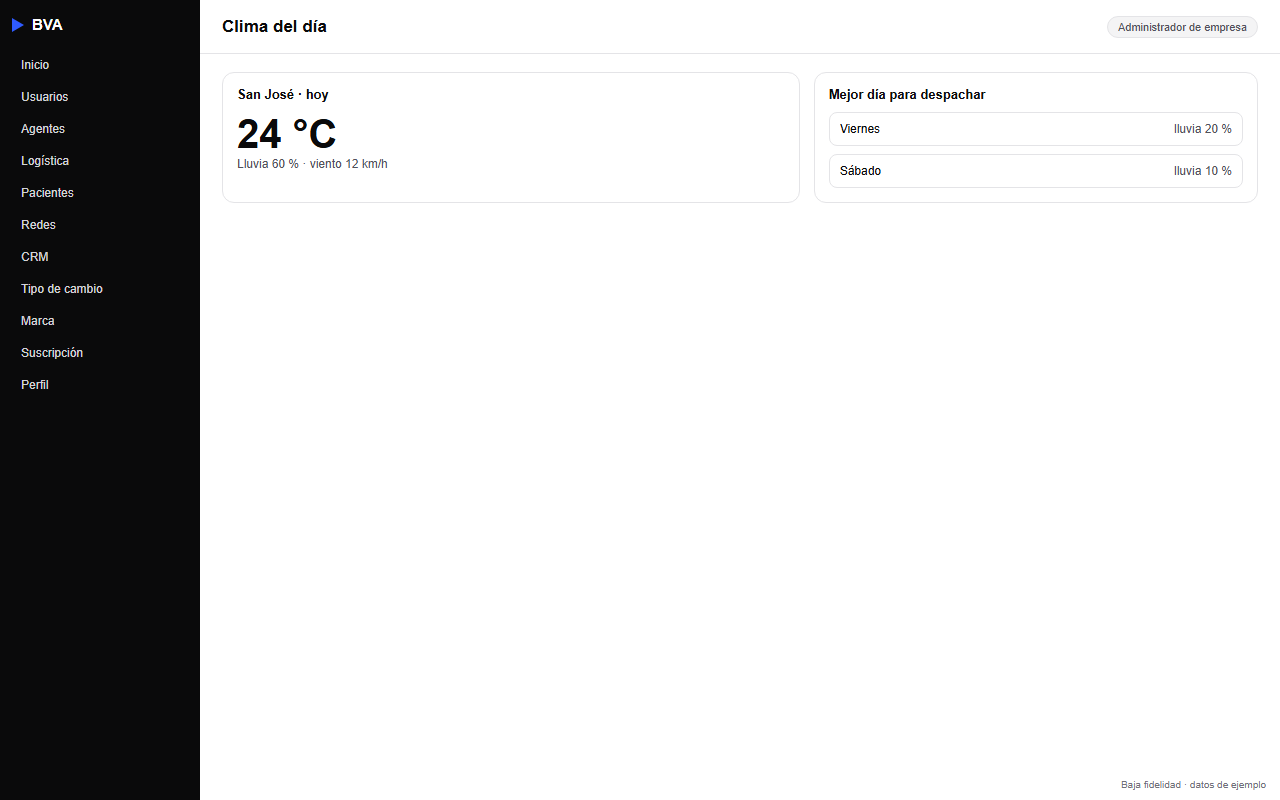 BVA
Inicio
Usuarios
Agentes
Logística
Pacientes
Redes
CRM
Tipo de cambio
Marca
Suscripción
Perfil
Clima del día
Administrador de empresa
San José · hoy
24 °C
Lluvia 60 % · viento 12 km/h
Mejor día para despachar
Viernes lluvia 20 %
Sábado lluvia 10 %
Baja fidelidad · datos de ejemplo